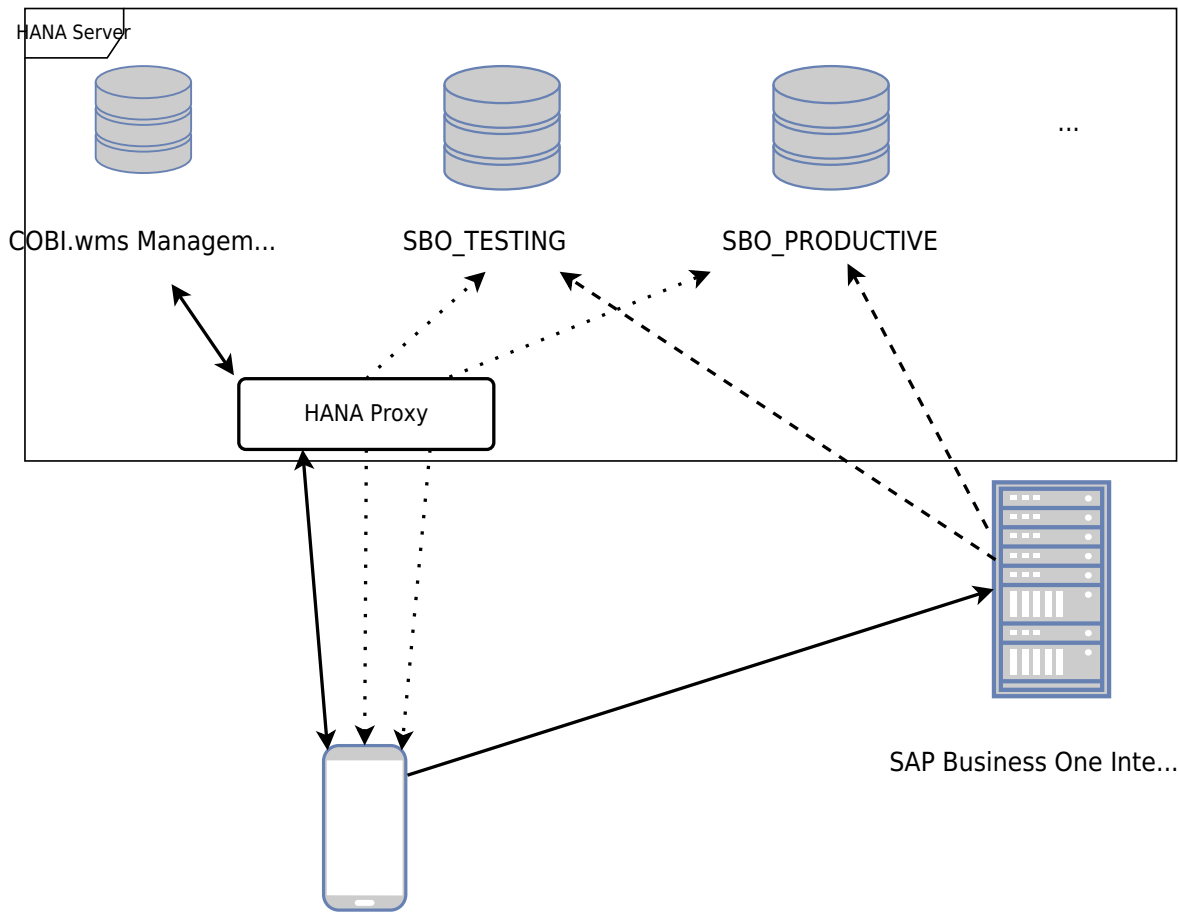 HANA Server
...
COBI.wms Managem...
SBO_TESTING
SBO_PRODUCTIVE
HANA Proxy
SAP Business One Inte...